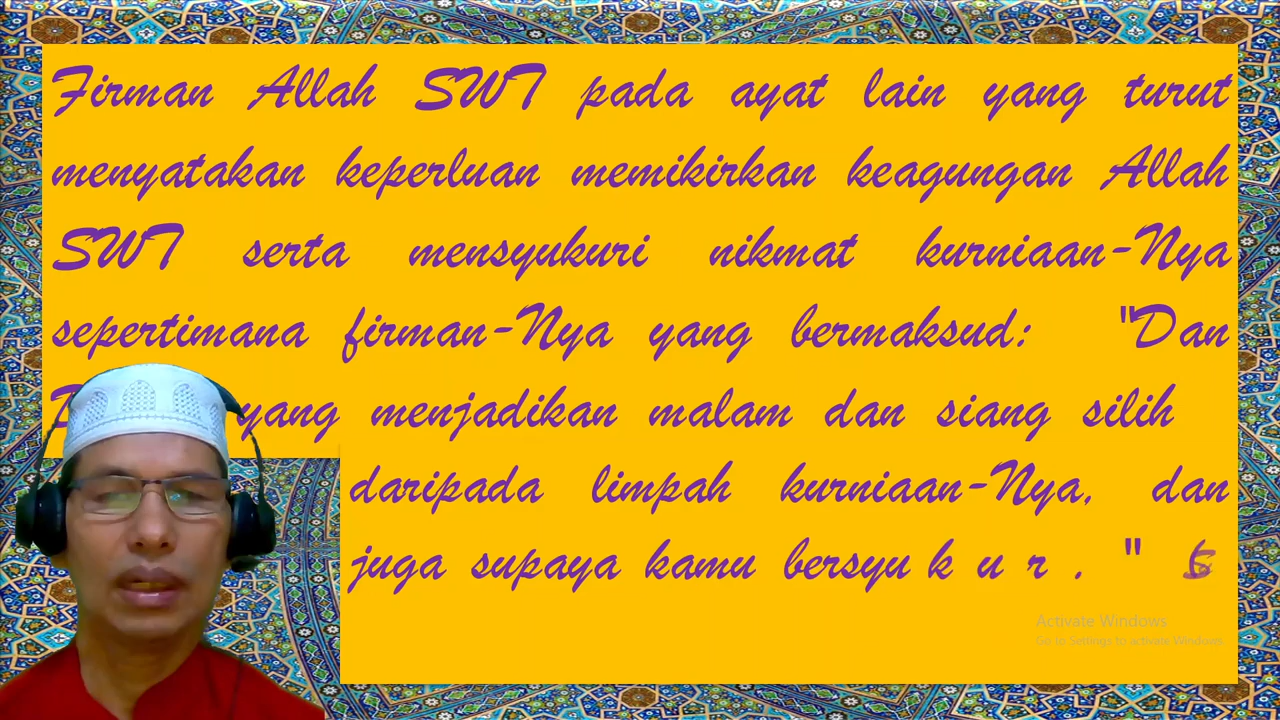 Firman Allah SWT pada ayat lain yang turut
menyatakan keperluan memikirkan keagungan Allah
SWT serta mensyukuri nikmat kurniaan-Nya
sepertimana firman-Nya yang bermaksud: "Dan
yang menjadikan malam dan siang silih
daripada limpah kurniaan-Nya, dan
juga supaya kamu bersyu k u r . "
Activate Windows
Go to Settings to activate Windows.